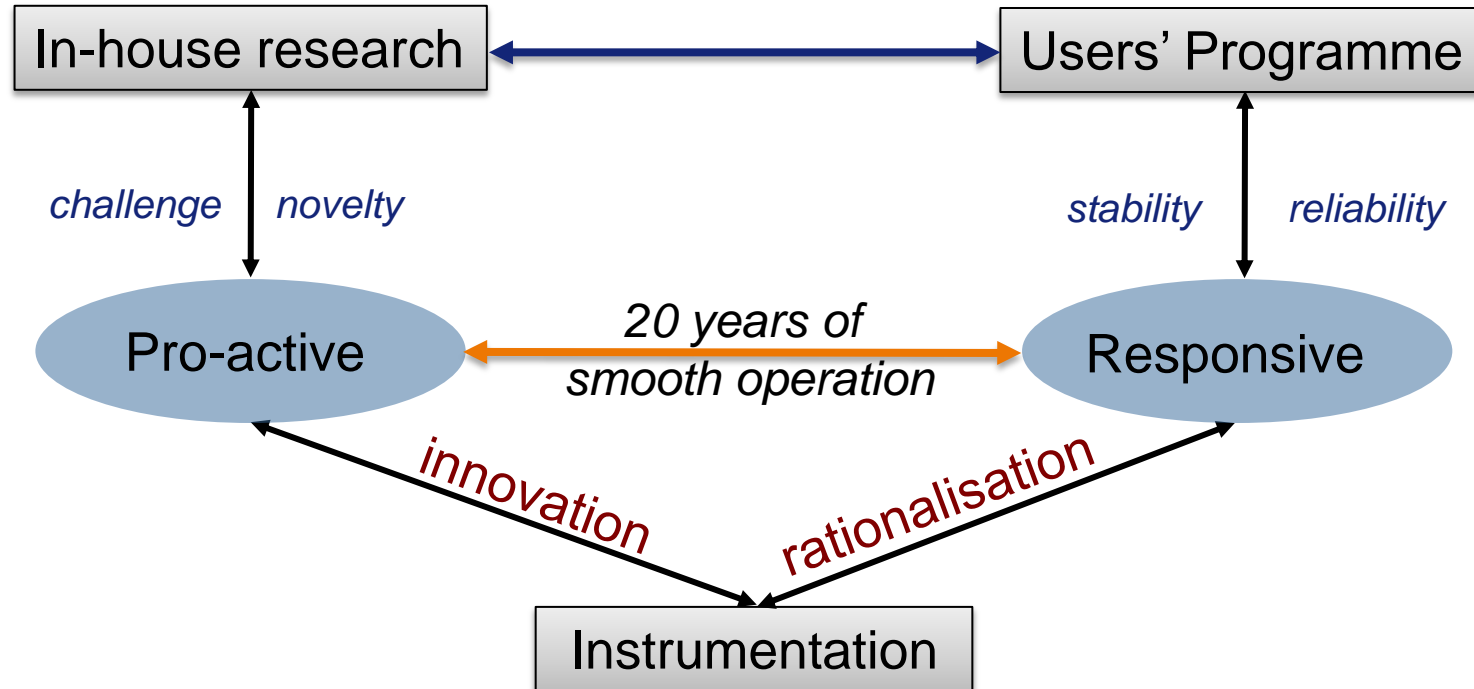 In-house research
Users’ Programme
challenge
novelty
stability
reliability
20 years of
smooth operation
Pro-active
Responsive
innovation
rationalisation
Instrumentation